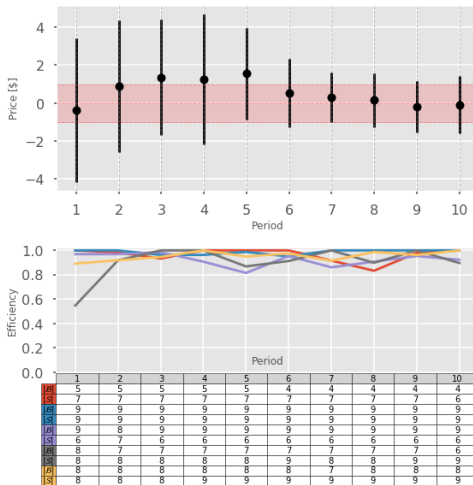 4
2
0
−2
−4
Price [$]
1 2 3 4 5 6 7 8 9 10
Period
1.0
0.8
0.6
0.4
0.2
0.0
Efficiency
Period
1 2 3 4 5 6 7 8 9 10
|B| 5 5 5 5 5 4 4 4 4 4
|S| 7 7 7 7 7 7 7 7 7 6
|B| 9 9 9 9 9 9 9 9 9 9
|S| 9 9 9 9 9 9 9 9 9 9
|B| 9 8 9 9 9 9 9 9 9 9
|S| 6 7 6 6 6 6 6 6 6 6
|B| 8 7 7 7 7 7 7 7 7 6
|S| 8 8 8 8 8 9 8 8 9 8
|B| 8 8 8 8 8 8 7 8 8 8
|S| 8 8 8 9 9 9 9 9 9 9